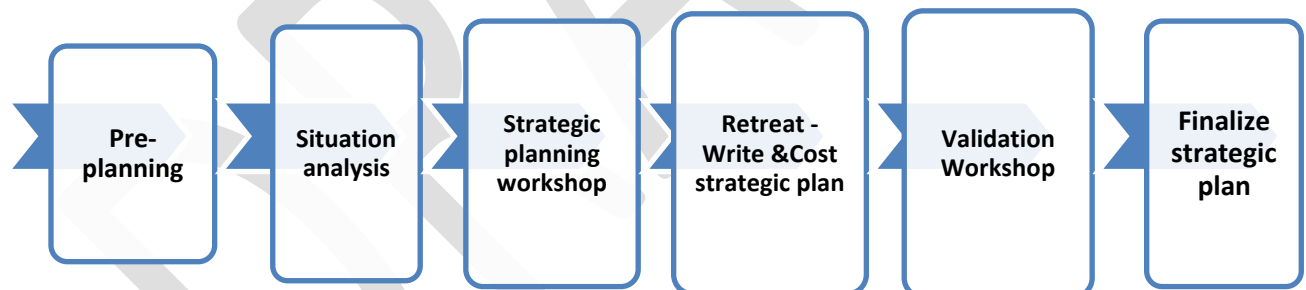 Pre-
planning
Situation
analysis
Strategic
planning
workshop
Retreat -
Write &Cost
strategic plan
Validation
Workshop
Finalize
strategic
plan